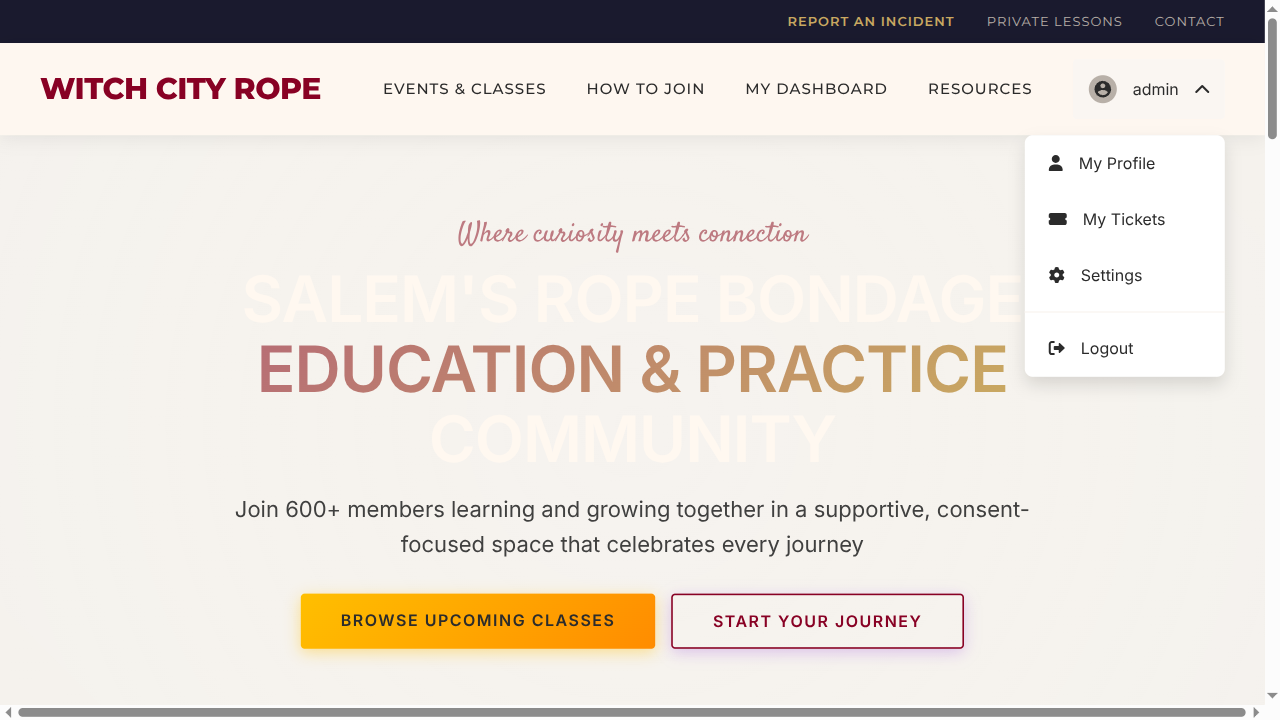 REPORT AN INCIDENT PRIVATE LESSONS CONTACT
WITCH CITY ROPE EVENTS & CLASSES HOW TO JOIN MY DASHBOARD RESOURCES admin
My Profile
My Tickets
Settings
Logout
Where curiosity meets connection
SALEM'S ROPE BONDAGE
EDUCATION & PRACTICE
COMMUNITY
Join 600+ members learning and growing together in a supportive, consent-
focused space that celebrates every journey
BROWSE UPCOMING CLASSES START YOUR JOURNEY